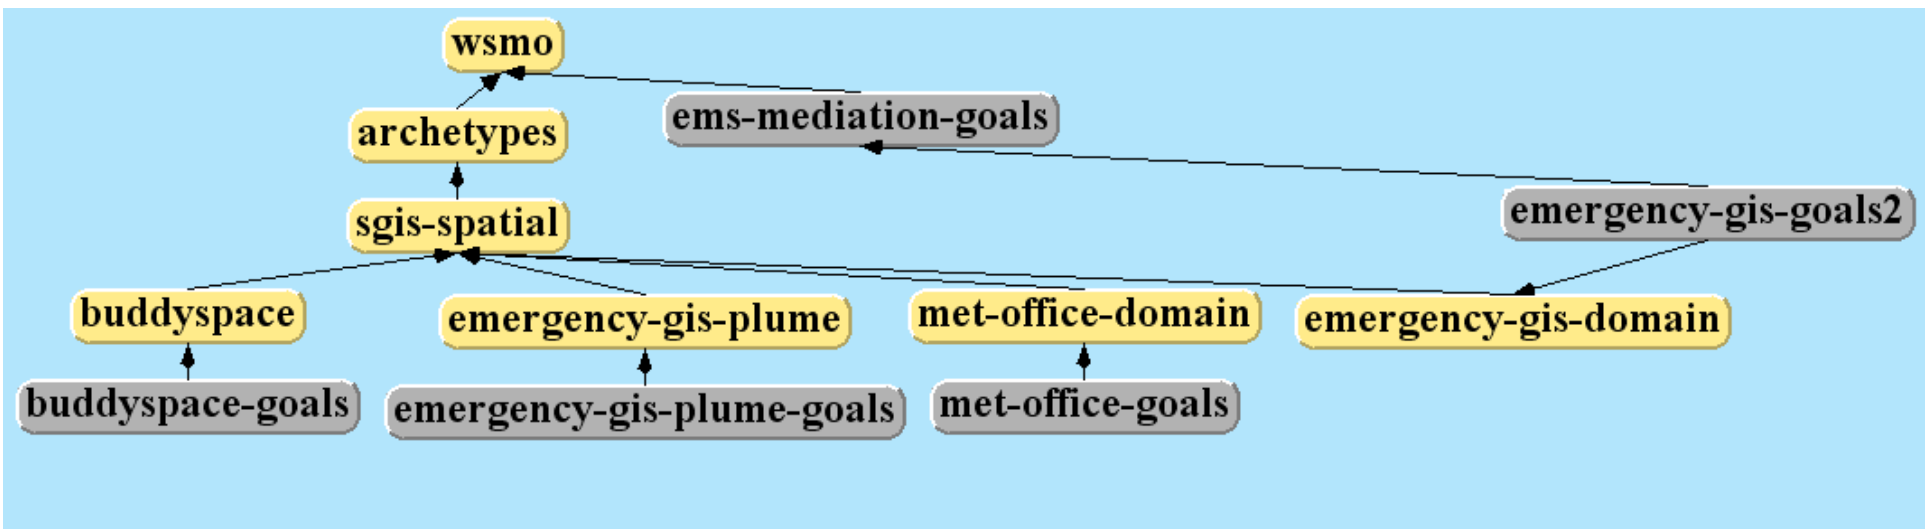 wsmo
ems-mediation-goals
archetypes
sgis-spatial
emergency-gis-goals2
buddyspace
emergency-gis-plume
met-office-domain
emergency-gis-domain
buddyspace-goals
emergency-gis-plume-goals
met-office-goals